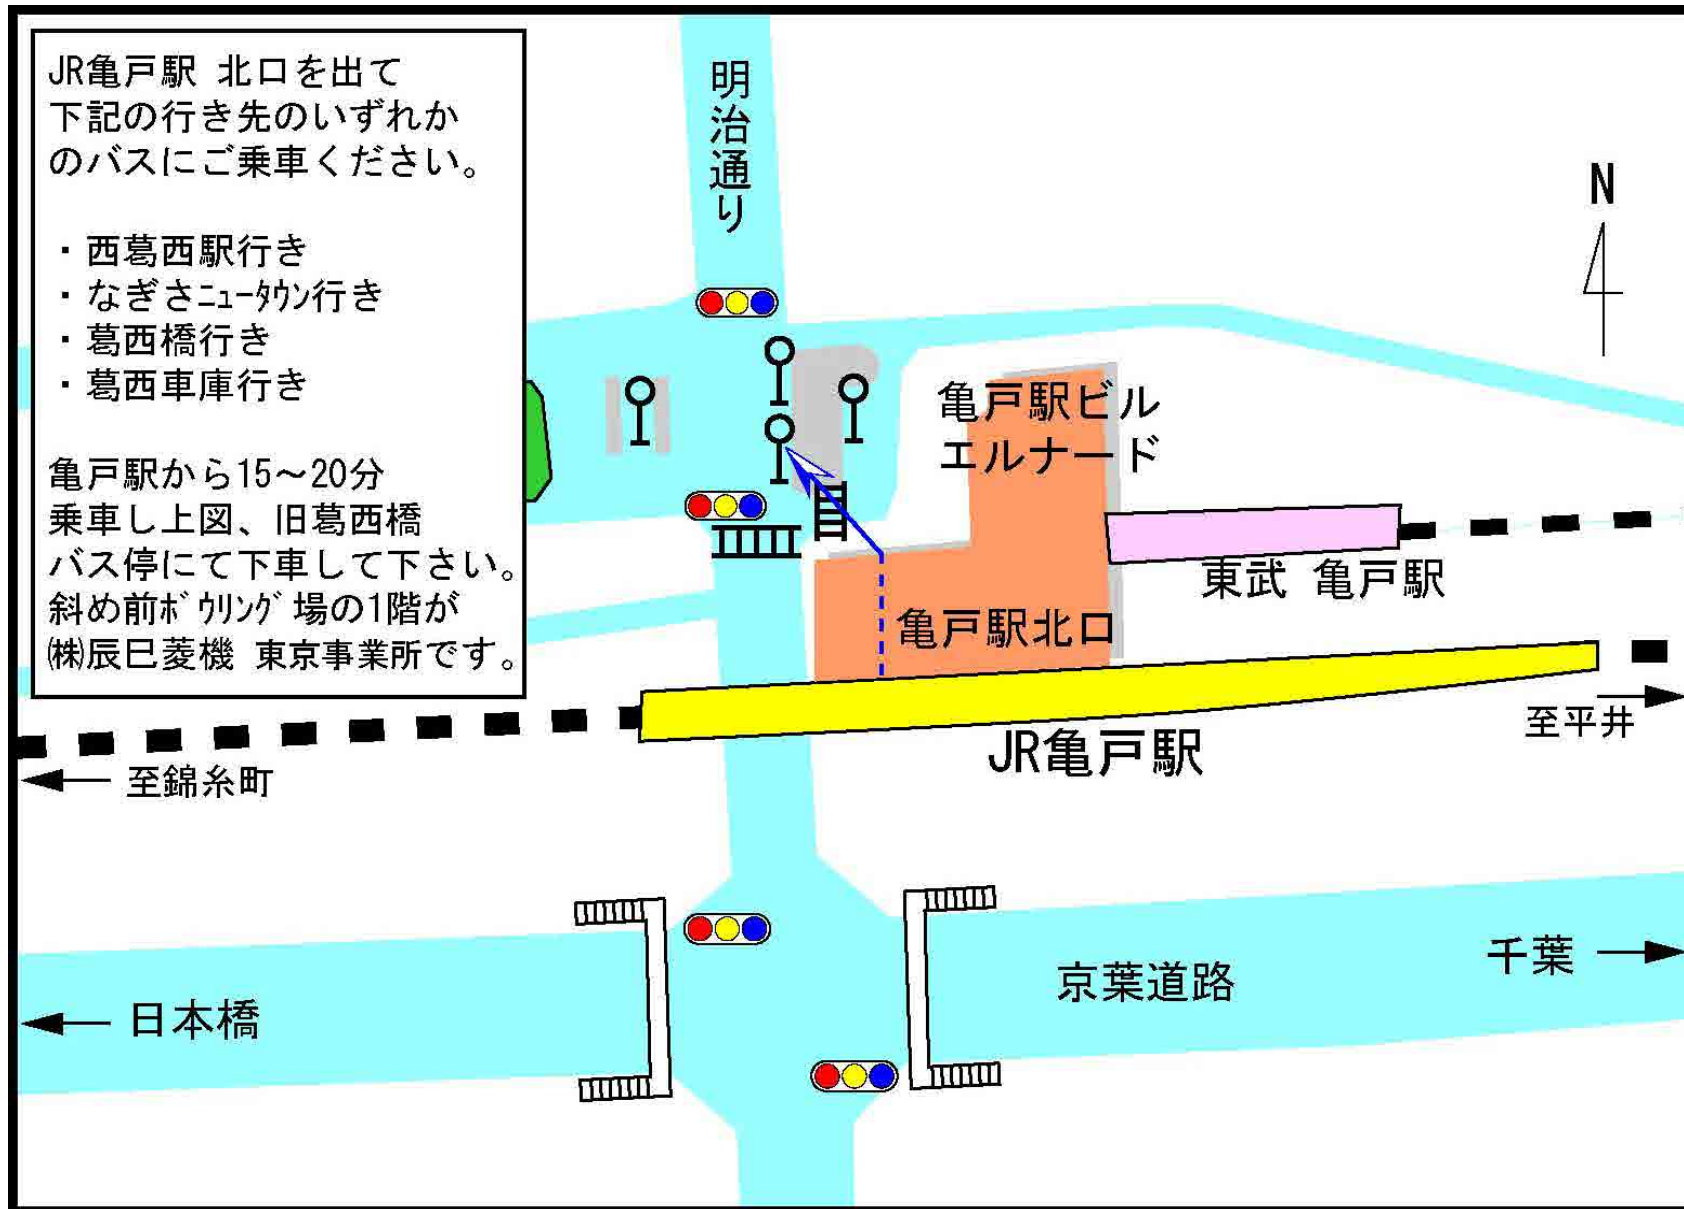 JR亀戸駅 北口を出て
下記の行き先のいずれか
のバスにご乗車ください。
・西葛西駅行き
・なぎさﾆｭｰﾀｳﾝ行き
・葛西橋行き
・葛西車庫行き
亀戸駅から15～20分
乗車し上図、旧葛西橋
バス停にて下車して下さい。
斜め前ﾎﾞｳﾘﾝｸﾞ場の1階が
㈱辰巳菱機 東京事業所です。
明治通り
N
亀戸駅ビル
エルナード
東武 亀戸駅
亀戸駅北口
至平井
JR亀戸駅
至錦糸町
千葉
京葉道路
日本橋